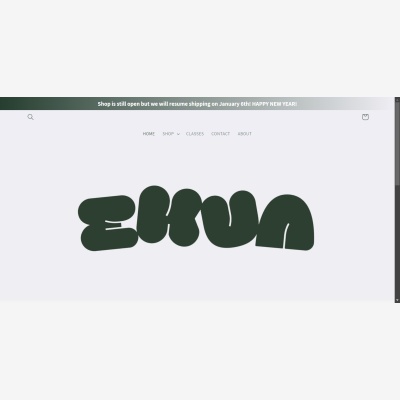 Shop is still open but we will resume shipping on January 6th! HAPPY NEW YEAR!
HOME SHOP CLASSES CONTACT ABOUT
EKUA